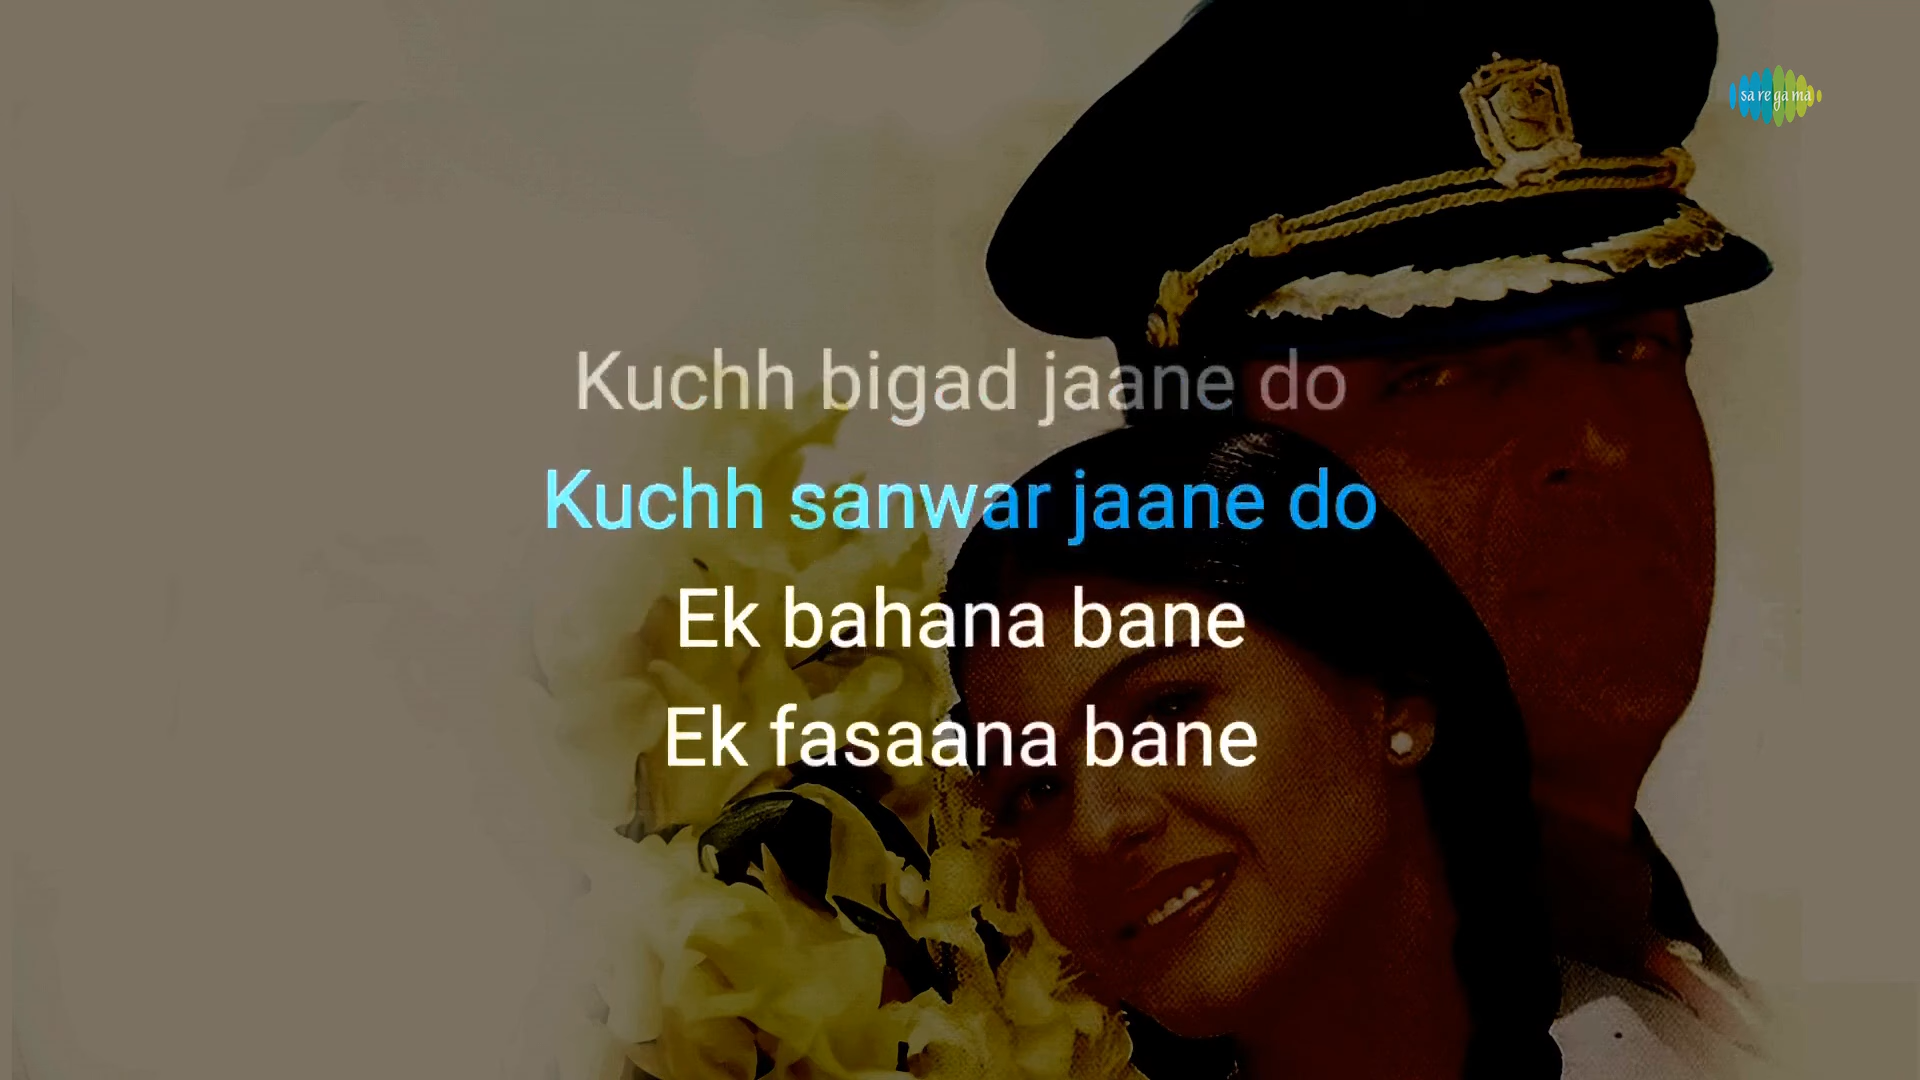 sa re ga ma
Kuchh bigad jaane do
Kuchh sanwar jaane do
Ek bahana bane
Ek fasaana bane